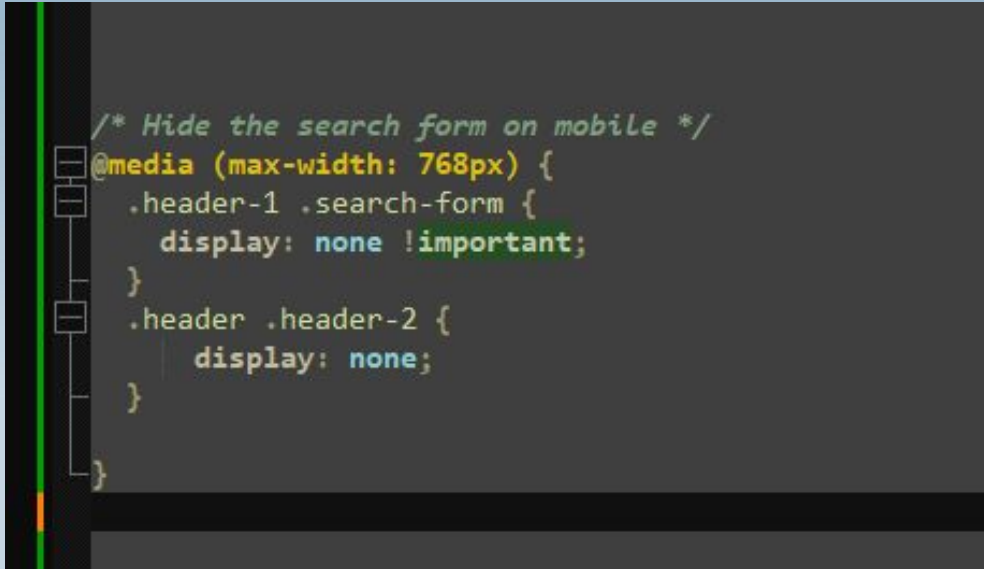 /* Hide the search form on mobile */
@media (max-width: 768px) {
.header-1 .search-form {
display: none !important;
}
.header .header-2 {
display: none;
}
}